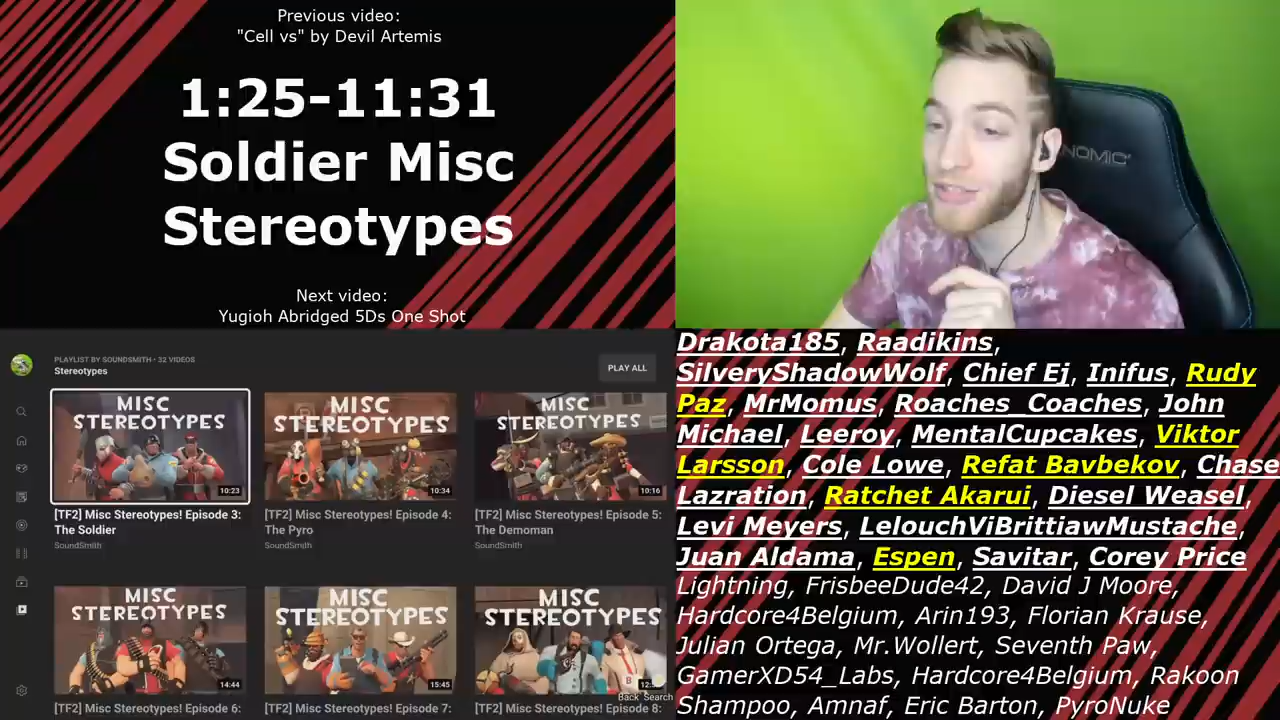 Previous video:
"Cell vs" by Devil Artemis
1:25-11:31
Soldier Misc
Stereotypes
Next video:
Yugioh Abridged 5Ds One Shot
NOMIC
PLAYLIST BY SOUNDSMITH • 32 VIDEOS
Stereotypes
PLAY ALL
MISC
STEREOTYPES
10:23
[TF2] Misc Stereotypes! Episode 3:
The Soldier
SoundSmith
MISC
STEREOTYPES
10:34
[TF2] Misc Stereotypes! Episode 4:
The Pyro
SoundSmith
MISC
STEREOTYPES
10:16
[TF2] Misc Stereotypes! Episode 5:
The Demoman
SoundSmith
MISC
STEREOTYPES
14:44
[TF2] Misc Stereotypes! Episode 6:
MISC
STEREOTYPES
15:45
[TF2] Misc Stereotypes! Episode 7:
MISC
STEREOTYPES
Back Search
[TF2] Misc Stereotypes! Episode 8:
Drakota185, Raadikins,
SilveryShadowWolf, Chief Ej, Inifus, Rudy
Paz, MrMomus, Roaches_Coaches, John
Michael, Leeroy, MentalCupcakes, Viktor
Larsson, Cole Lowe, Refat Bavbekov, Chase
Lazration, Ratchet Akarui, Diesel Weasel,
Levi Meyers, LelouchViBrittiawMustache,
Juan Aldama, Espen, Savitar, Corey Price
Lightning, FrisbeeDude42, David J Moore,
Hardcore4Belgium, Arin193, Florian Krause,
Julian Ortega, Mr.Wollert, Seventh Paw,
GamerXD54_Labs, Hardcore4Belgium, Rakoon
Shampoo, Amnaf, Eric Barton, PyroNuke